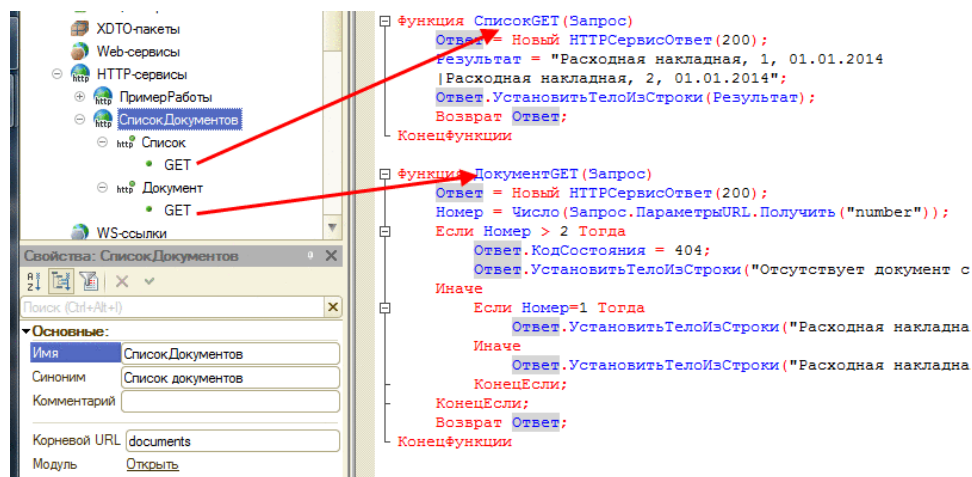 XDTO-пакеты
Web-сервисы
HTTP-сервисы
ПримерРаботы
СписокДокументов
Список
GET
Документ
GET
WS-ссылки
Свойства: СписокДокументов
Поиск (Ctrl+Alt+I)
Основные:
Имя СписокДокументов
Синоним Список документов
Комментарий
Корневой URL documents
Модуль Открыть
Функция СписокGET(Запрос)
Ответ = Новый HTTPСервисОтвет(200);
Результат = "Расходная накладная, 1, 01.01.2014
|Расходная накладная, 2, 01.01.2014";
Ответ.УстановитьТелоИзСтроки(Результат);
Возврат Ответ;
КонецФункции
Функция ДокументGET(Запрос)
Ответ = Новый HTTPСервисОтвет(200);
Номер = Число(Запрос.ПараметрыURL.Получить("number"));
Если Номер > 2 Тогда
Ответ.КодСостояния = 404;
Ответ.УстановитьТелоИзСтроки("Отсутствует документ с
Иначе
Если Номер=1 Тогда
Ответ.УстановитьТелоИзСтроки("Расходная накладна
Иначе
Ответ.УстановитьТелоИзСтроки("Расходная накладна
КонецЕсли;
КонецЕсли;
Возврат Ответ;
КонецФункции